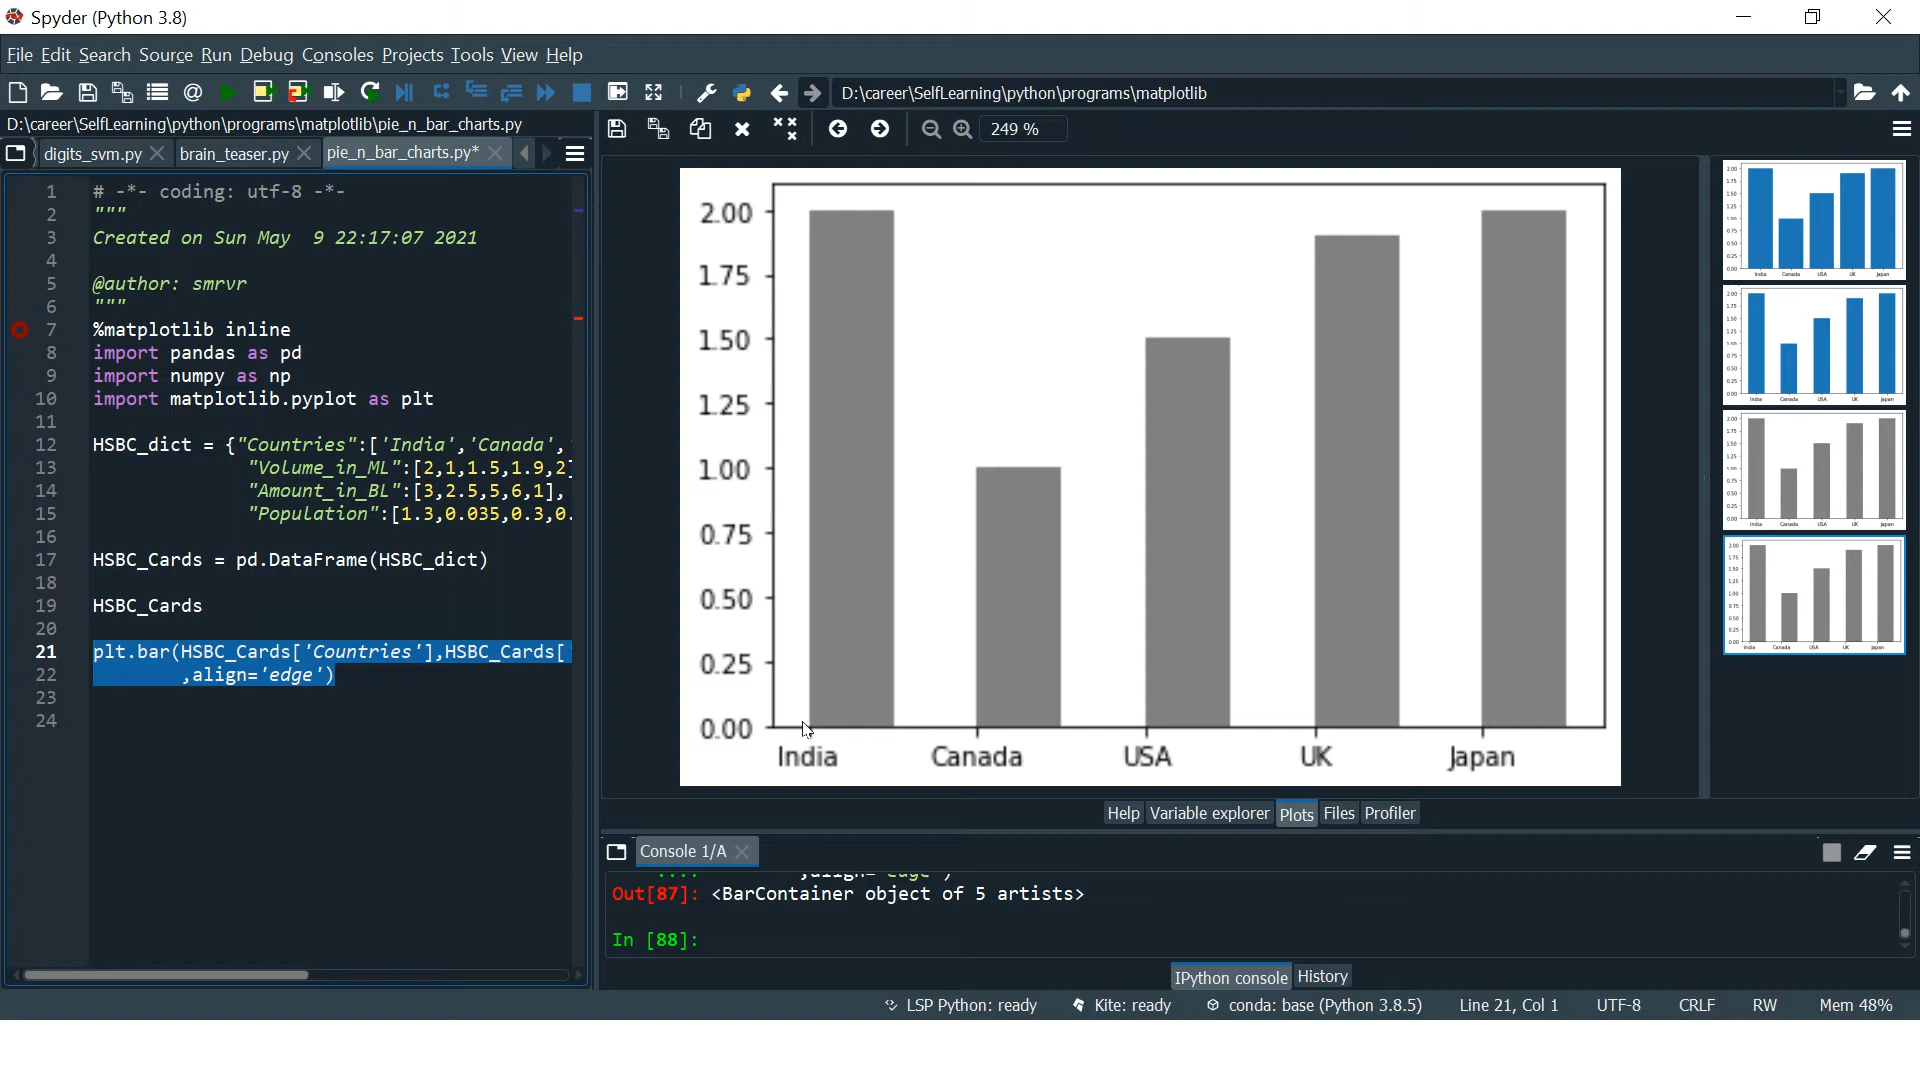 Spyder (Python 3.8)
File Edit Search Source Run Debug Consoles Projects Tools View Help
D:\career\SelfLearning\python\programs\matplotlib
D:\career\SelfLearning\python\programs\matplotlib\pie_n_bar_charts.py
249 %
digits_svm.py brain_teaser.py pie_n_bar_charts.py*
1 # -*- coding: utf-8 -*-
2 """
3 Created on Sun May  9 22:17:07 2021
4
5 @author: smrvr
6 """
7 %matplotlib inline
8 import pandas as pd
9 import numpy as np
10 import matplotlib.pyplot as plt
11
12 HSBC_dict = {"Countries":['India','Canada',
13 "Volume_in_ML":[2,1,1.5,1.9,2]
14 "Amount_in_BL":[3,2.5,5,6,1],
15 "Population":[1.3,0.035,0.3,0.
16
17 HSBC_Cards = pd.DataFrame(HSBC_dict)
18
19 HSBC_Cards
20
21 plt.bar(HSBC_Cards['Countries'],HSBC_Cards[
22 ,align='edge')
23
24
2.00
1.75
1.50
1.25
1.00
0.75
0.50
0.25
0.00
India Canada USA UK Japan
Help Variable explorer Plots Files Profiler
Console 1/A
Out[87]: <BarContainer object of 5 artists>
In [88]:
IPython console History
LSP Python: ready Kite: ready conda: base (Python 3.8.5) Line 21, Col 1 UTF-8 CRLF RW Mem 48%